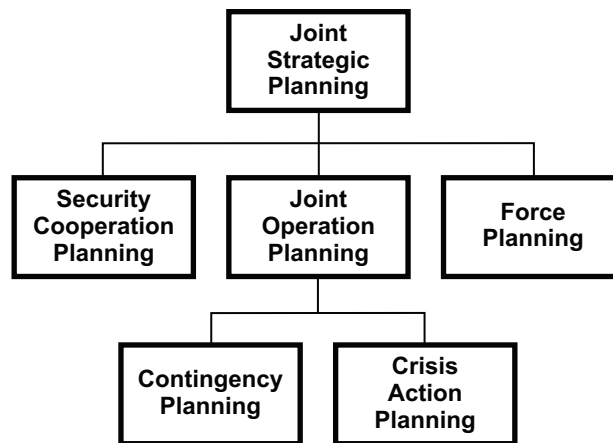 Joint
Strategic
Planning
Security
Cooperation
Planning
Joint
Operation
Planning
Force
Planning
Contingency
Planning
Crisis
Action
Planning